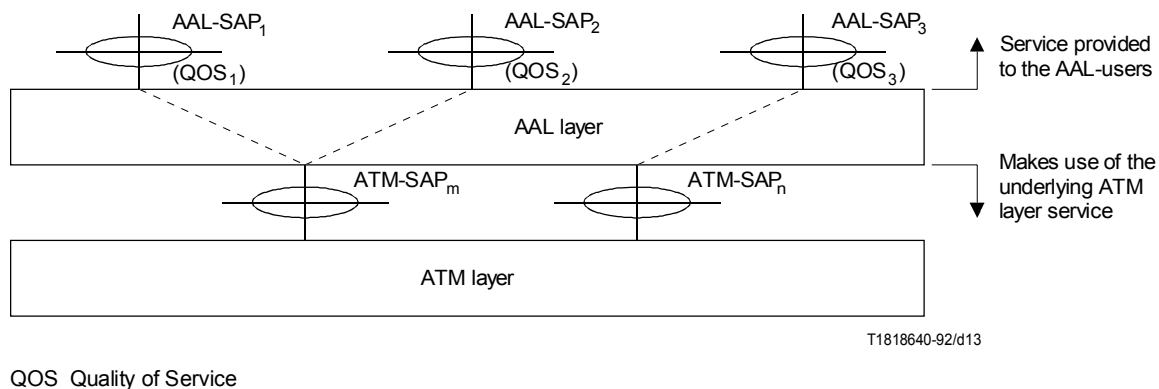 AAL-SAP1
AAL-SAP2
AAL-SAP3
(QOS1)
(QOS2)
(QOS3)
Service provided
to the AAL-users
AAL layer
ATM-SAPm
ATM-SAPn
Makes use of the
underlying ATM
layer service
ATM layer
T1818640-92/d13
QOS Quality of Service